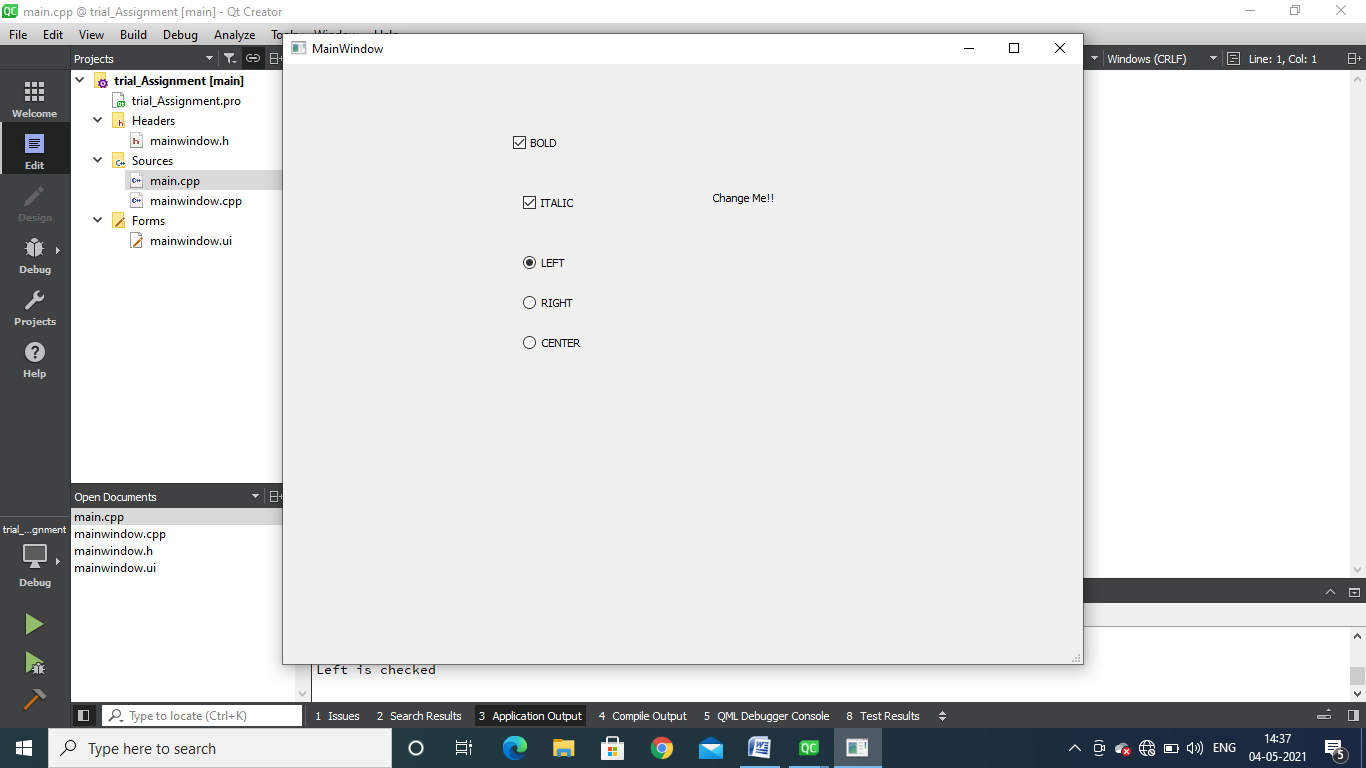 main.cpp @ trial_Assignment [main] - Qt Creator
File Edit View Build Debug Analyze
MainWindow
Projects
Windows (CRLF)
Line: 1, Col: 1
trial_Assignment [main]
trial_Assignment.pro
Headers
mainwindow.h
Sources
main.cpp
mainwindow.cpp
Forms
mainwindow.ui
Welcome
Edit
Design
Debug
Projects
Help
BOLD
ITALIC
Change Me!!
LEFT
RIGHT
CENTER
Open Documents
main.cpp
mainwindow.cpp
mainwindow.h
mainwindow.ui
trial_...gnment
Debug
Left is checked
Type to locate (Ctrl+K)
1 Issues 2 Search Results 3 Application Output 4 Compile Output 5 QML Debugger Console 8 Test Results
Type here to search
ENG
14:37
04-05-2021
5